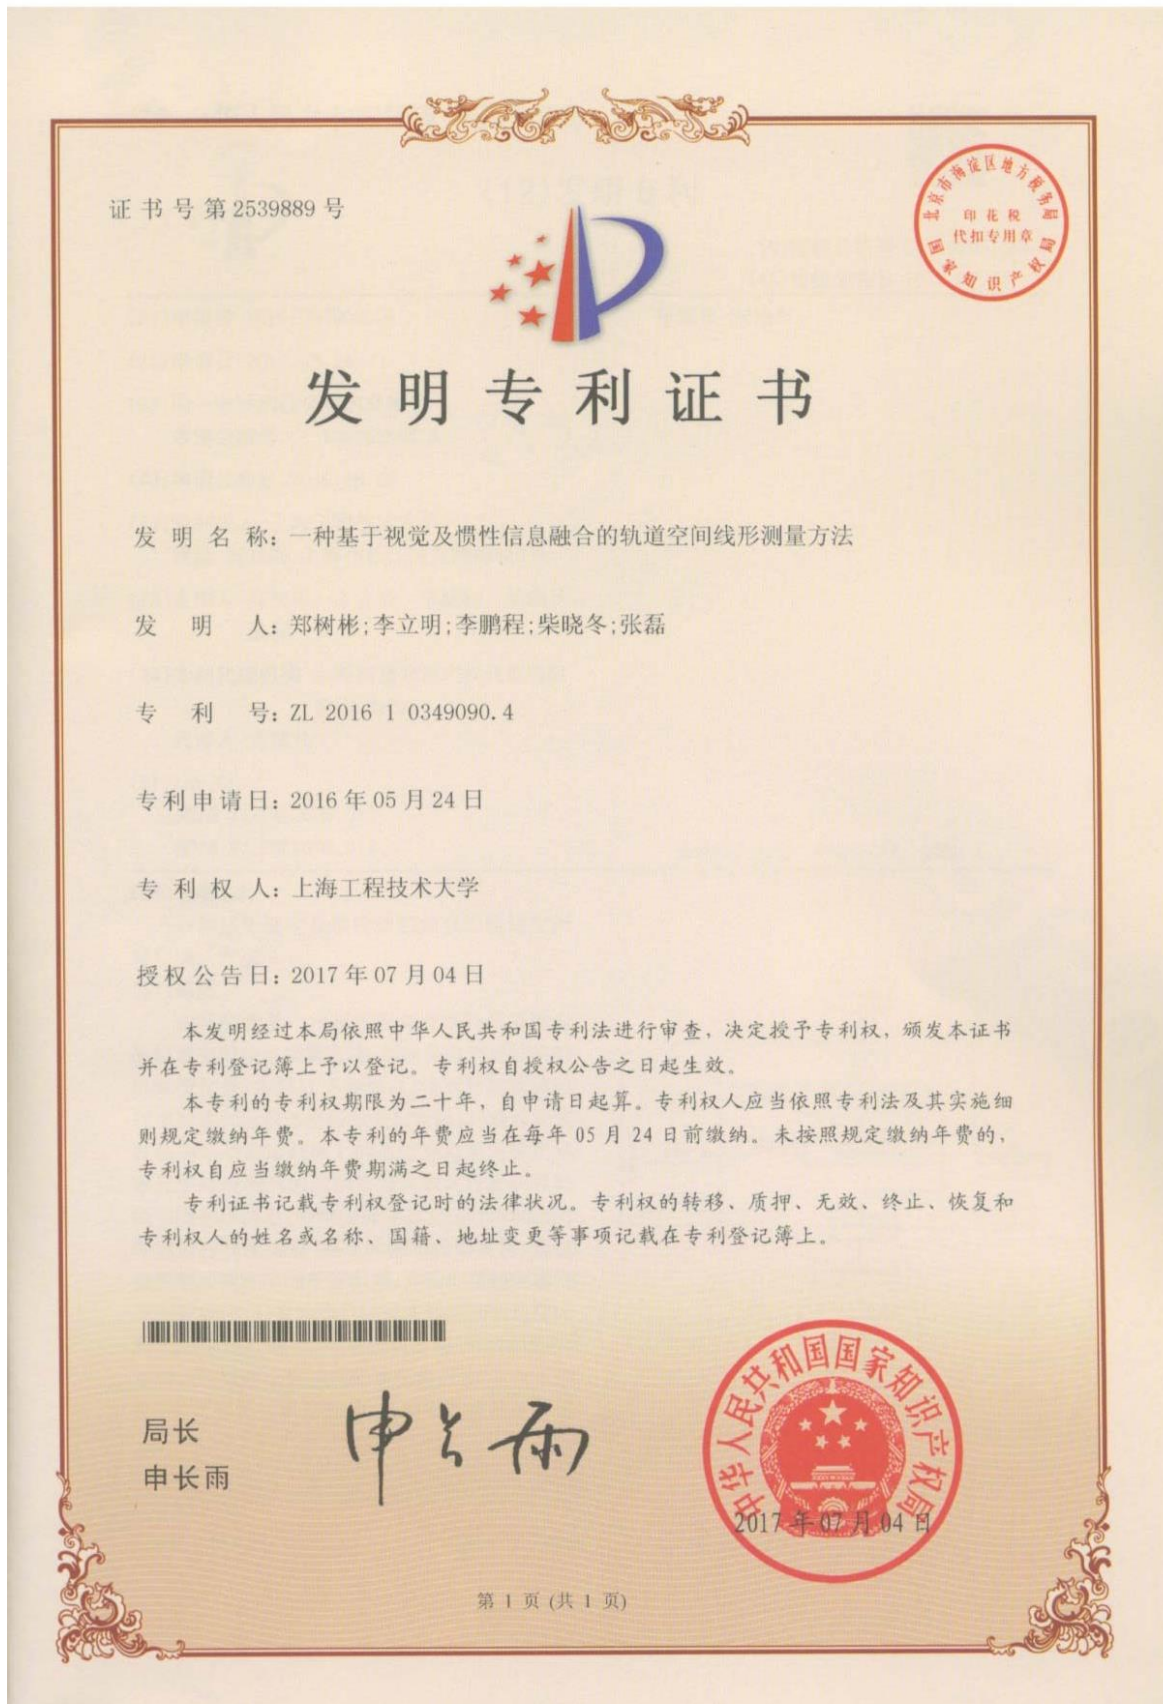 证书号第2539889号
北京市海淀区地方税务局
印花税
代扣专用章
国家知识产权局
发明专利证书
发明名称：一种基于视觉及惯性信息融合的轨道空间线形测量方法
发明人：郑树彬;李立明;李鹏程;柴晓冬;张磊
专利号：ZL 2016 1 0349090.4
专利申请日：2016年05月24日
专利权人：上海工程技术大学
授权公告日：2017年07月04日
本发明经过本局依照中华人民共和国专利法进行审查，决定授予专利权，颁发本证书
并在专利登记簿上予以登记。专利权自授权公告之日起生效。
本专利的专利权期限为二十年，自申请日起算。专利权人应当依照专利法及其实施细
则规定缴纳年费。本专利的年费应当在每年05月24日前缴纳。未按照规定缴纳年费的，
专利权自应当缴纳年费期满之日起终止。
专利证书记载专利权登记时的法律状况。专利权的转移、质押、无效、终止、恢复和
专利权人的姓名或名称、国籍、地址变更等事项记载在专利登记簿上。
局长
申长雨
申长雨
中华人民共和国国家知识产权局
2017年07月04日
第1页(共1页)